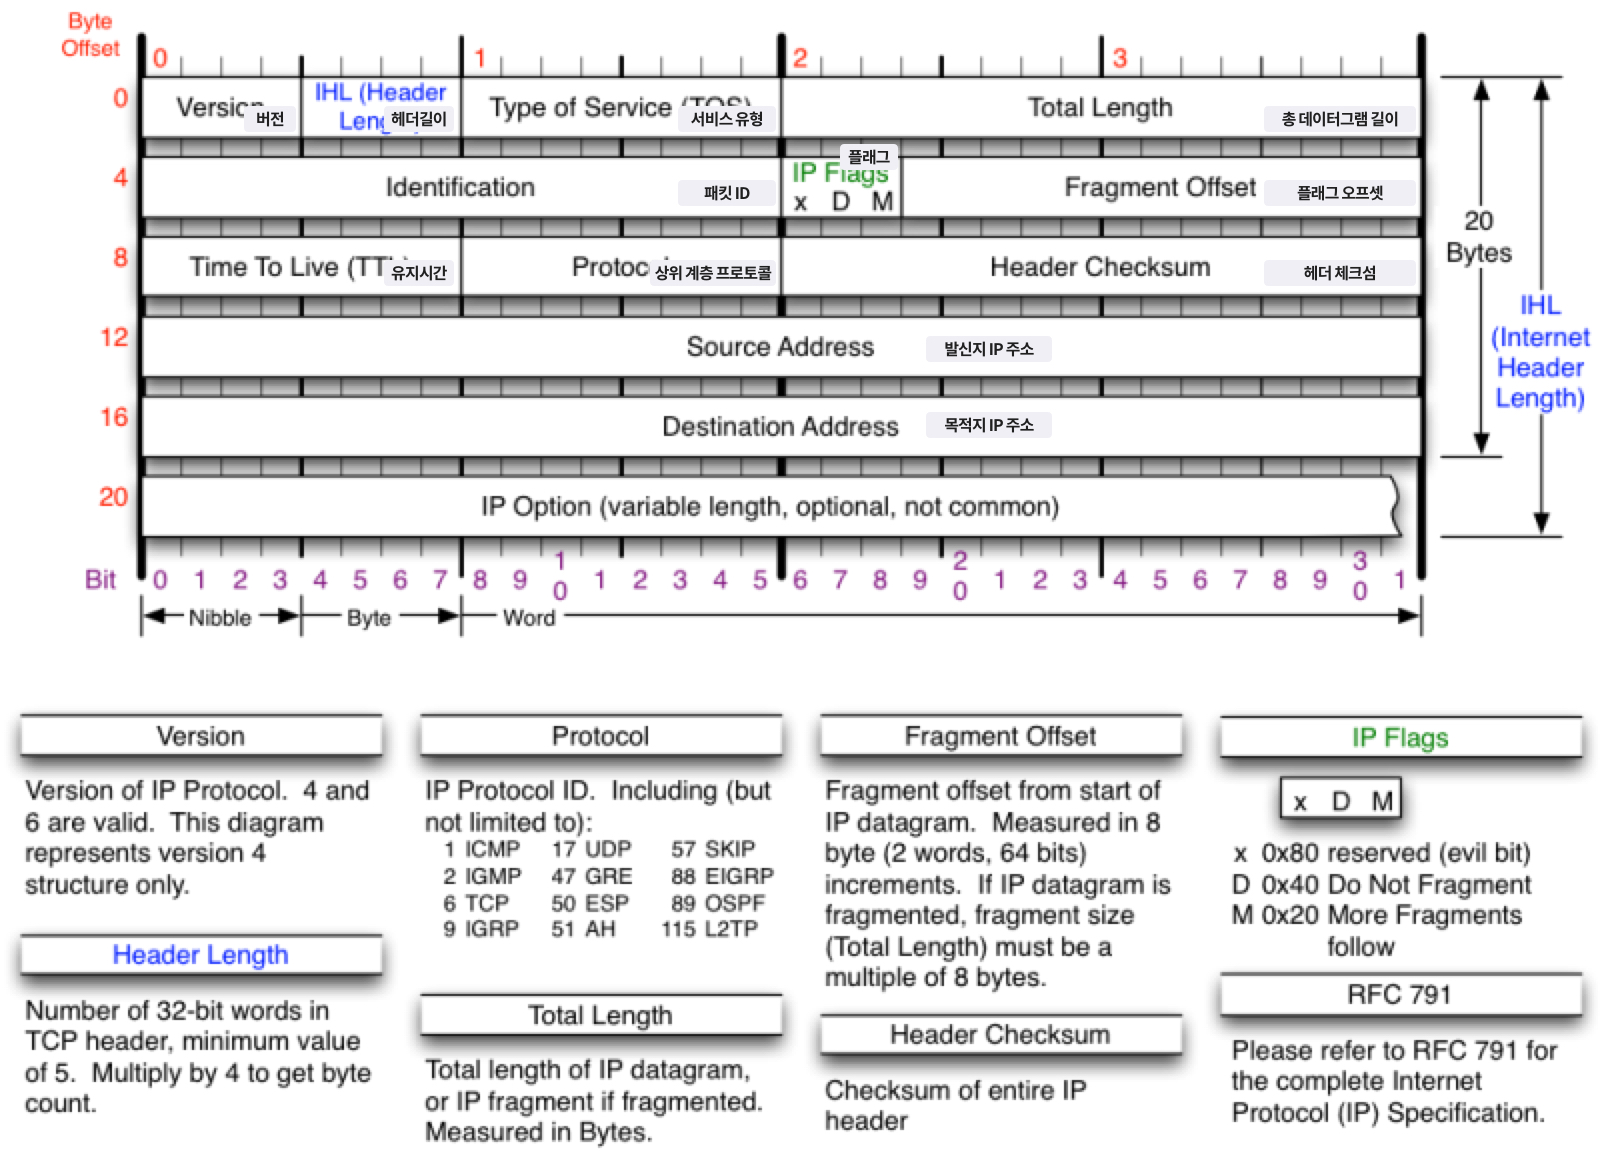 Byte
Offset
0 1 2 3
0
Version 버전
IHL (Header
헤더길이
Type of Service (TOS) 서비스 유형
Total Length 총 데이터그램 길이
4
Identification 패킷 ID
플래그
IP Flags
x D M
Fragment Offset 플래그 오프셋
8
Time To Live (TTL) 유지시간
상위 계층 프로토콜
Header Checksum 헤더 체크섬
12
Source Address 발신지 IP 주소
16
Destination Address 목적지 IP 주소
20
IP Option (variable length, optional, not common)
Bit 0 1 2 3 4 5 6 7 8 9 10 1 2 3 4 5 6 7 8 9 20 1 2 3 4 5 6 7 8 9 30 1
Nibble Byte Word
20
Bytes
IHL
(Internet
Header
Length)
Version
Version of IP Protocol. 4 and
6 are valid. This diagram
represents version 4
structure only.
Header Length
Number of 32-bit words in
TCP header, minimum value
of 5. Multiply by 4 to get byte
count.
Protocol
IP Protocol ID. Including (but
not limited to):
1 ICMP 17 UDP 57 SKIP
2 IGMP 47 GRE 88 EIGRP
6 TCP 50 ESP 89 OSPF
9 IGRP 51 AH 115 L2TP
Total Length
Total length of IP datagram,
or IP fragment if fragmented.
Measured in Bytes.
Fragment Offset
Fragment offset from start of
IP datagram. Measured in 8
byte (2 words, 64 bits)
increments. If IP datagram is
fragmented, fragment size
(Total Length) must be a
multiple of 8 bytes.
Header Checksum
Checksum of entire IP
header
IP Flags
x D M
x 0x80 reserved (evil bit)
D 0x40 Do Not Fragment
M 0x20 More Fragments
follow
RFC 791
Please refer to RFC 791 for
the complete Internet
Protocol (IP) Specification.